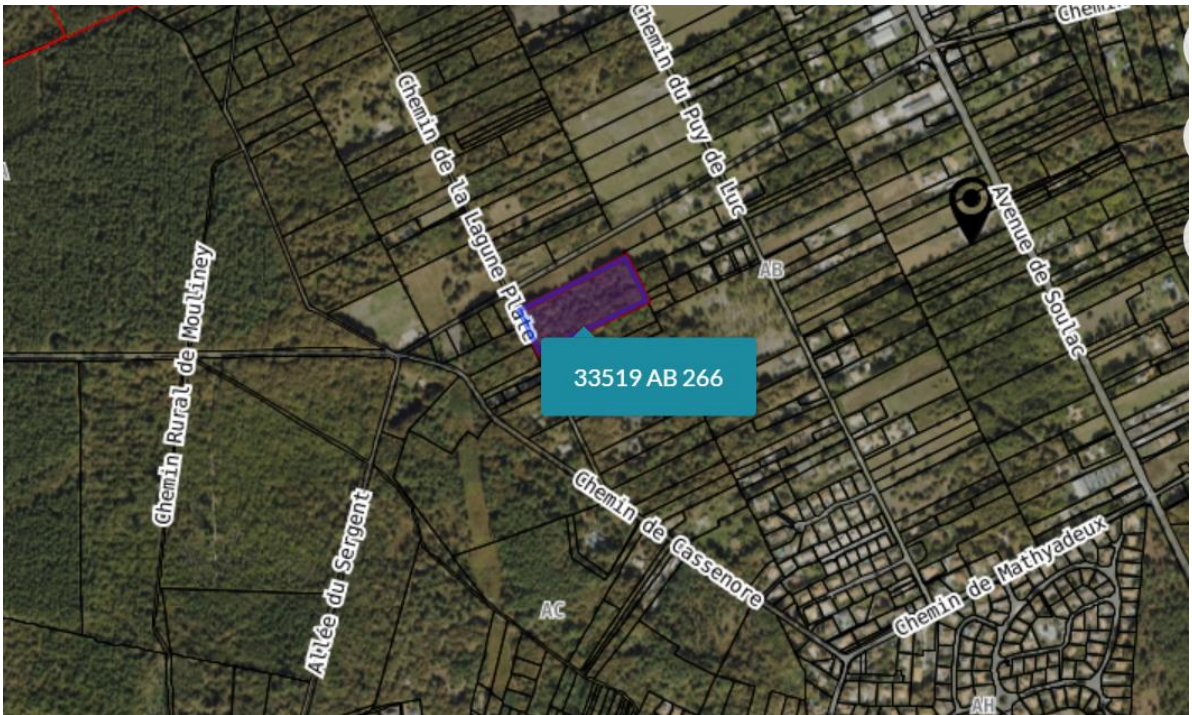 Chemin
Chemin du Puy de Luc
Chemin de la Lagune Plate
Avenue de Soulac
AB
Chemin Rural de Mouliney
33519 AB 266
Allée du Sergent
Chemin de Cassenore
Chemin de Mathyadeux
AC
AH